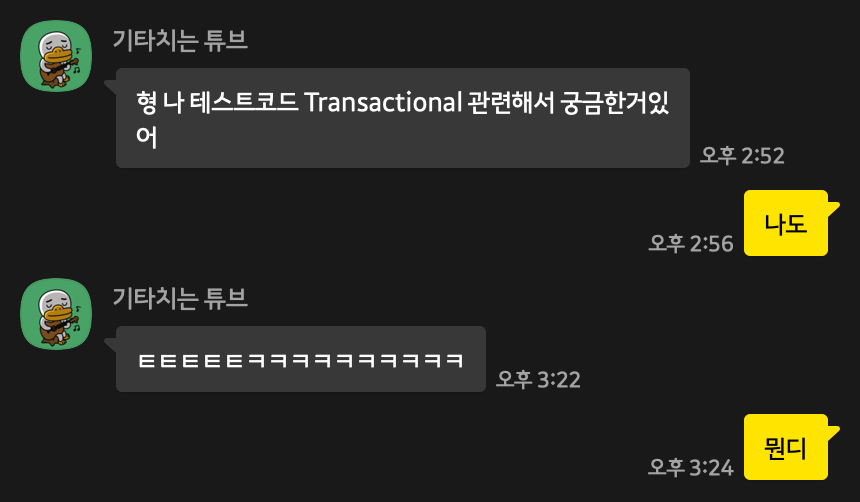 기타치는 튜브
형 나 테스트코드 Transactional 관련해서 궁금한거있
어
오후 2:52
나도
오후 2:56
기타치는 튜브
ㅌㅌㅌㅌㅌㅋㅋㅋㅋㅋㅋㅋㅋㅋㅋ
오후 3:22
뭔디
오후 3:24